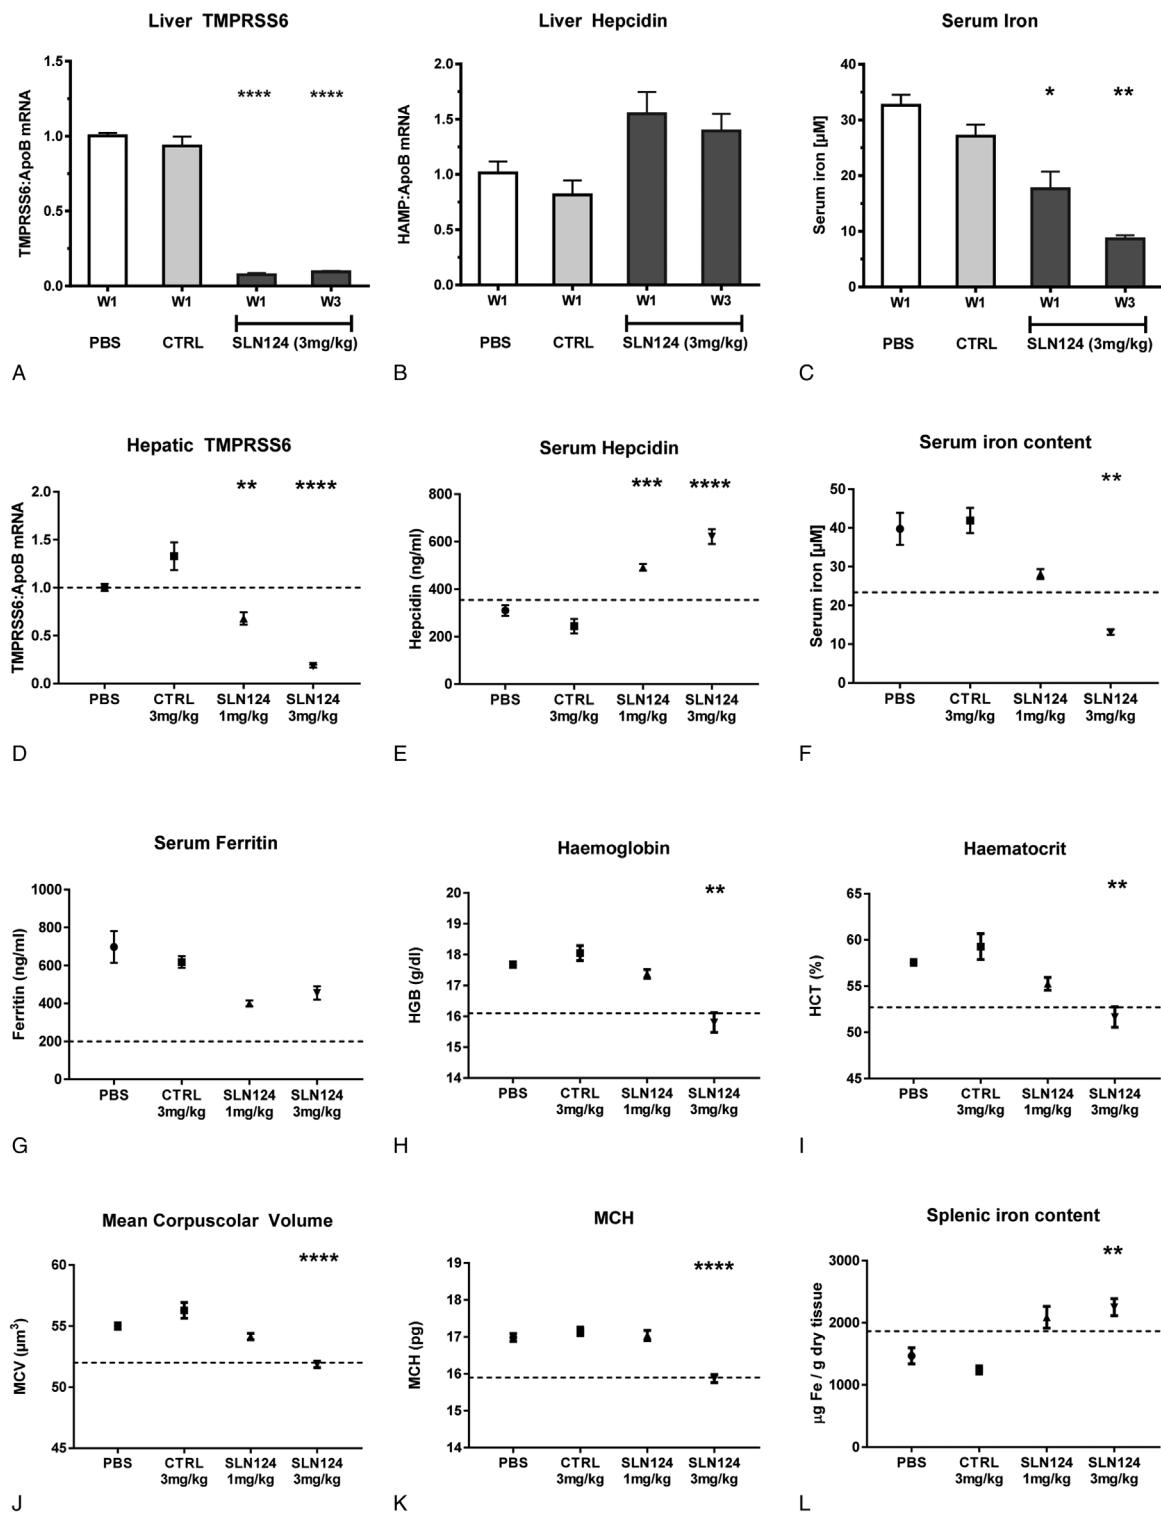 Liver TMPRSS6
TMPRSS6:ApoB mRNA
1.5
1.0
0.5
0.0
**** ****
W1 W1 W1 W3
PBS CTRL SLN124 (3mg/kg)
A
Liver Hepcidin
HAMP:ApoB mRNA
2.0
1.5
1.0
0.5
0.0
W1 W1 W1 W3
PBS CTRL SLN124 (3mg/kg)
B
Serum Iron
Serum iron [µM]
40
30
20
10
0
* **
W1 W1 W1 W3
PBS CTRL SLN124 (3mg/kg)
C
Hepatic TMPRSS6
TMPRSS6:ApoB mRNA
2.0
1.5
1.0
0.5
0.0
** ****
PBS CTRL SLN124 SLN124
3mg/kg 1mg/kg 3mg/kg
D
Serum Hepcidin
Hepcidin (ng/ml)
800
600
400
200
0
*** ****
PBS CTRL SLN124 SLN124
3mg/kg 1mg/kg 3mg/kg
E
Serum iron content
Serum iron [µM]
50
40
30
20
10
0
**
PBS CTRL SLN124 SLN124
3mg/kg 1mg/kg 3mg/kg
F
Serum Ferritin
Ferritin (ng/ml)
1000
800
600
400
200
0
PBS CTRL SLN124 SLN124
3mg/kg 1mg/kg 3mg/kg
G
Haemoglobin
HGB (g/dl)
20
19
18
17
16
15
14
**
PBS CTRL SLN124 SLN124
3mg/kg 1mg/kg 3mg/kg
H
Haematocrit
HCT (%)
65
60
55
50
45
**
PBS CTRL SLN124 SLN124
3mg/kg 1mg/kg 3mg/kg
I
Mean Corpuscolar Volume
MCV (µm³)
60
55
50
45
****
PBS CTRL SLN124 SLN124
3mg/kg 1mg/kg 3mg/kg
J
MCH
MCH (pg)
19
18
17
16
15
14
****
PBS CTRL SLN124 SLN124
3mg/kg 1mg/kg 3mg/kg
K
Splenic iron content
µg Fe / g dry tissue
3000
2000
1000
0
**
PBS CTRL SLN124 SLN124
3mg/kg 1mg/kg 3mg/kg
L